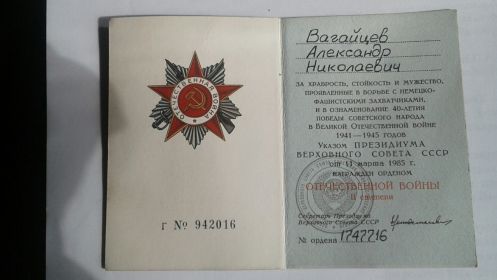 ОТЕЧЕСТВЕННАЯ ВОЙНА
Г № 942016
Вагайцев
Александр
Николаевич
ЗА ХРАБРОСТЬ, СТОЙКОСТЬ И МУЖЕСТВО,
ПРОЯВЛЕННЫЕ В БОРЬБЕ С НЕМЕЦКО-
ФАШИСТСКИМИ ЗАХВАТЧИКАМИ,
И В ОЗНАМЕНОВАНИЕ 40-ЛЕТИЯ
ПОБЕДЫ СОВЕТСКОГО НАРОДА
В ВЕЛИКОЙ ОТЕЧЕСТВЕННОЙ ВОЙНЕ
1941—1945 ГОДОВ
УКАЗОМ ПРЕЗИДИУМА
ВЕРХОВНОГО СОВЕТА СССР
от 11 марта 1985 г.
НАГРАЖДЕН ОРДЕНОМ
ОТЕЧЕСТВЕННОЙ ВОЙНЫ
II степени
Секретарь Президиума
Верховного Совета СССР
№ ордена 1747716